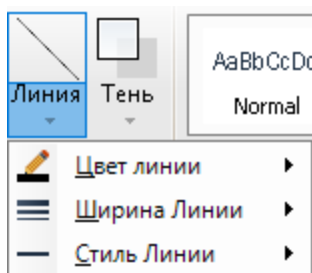 Линия
Тень
AaBbCcDc
Normal
Цвет линии
Ширина Линии
Стиль Линии